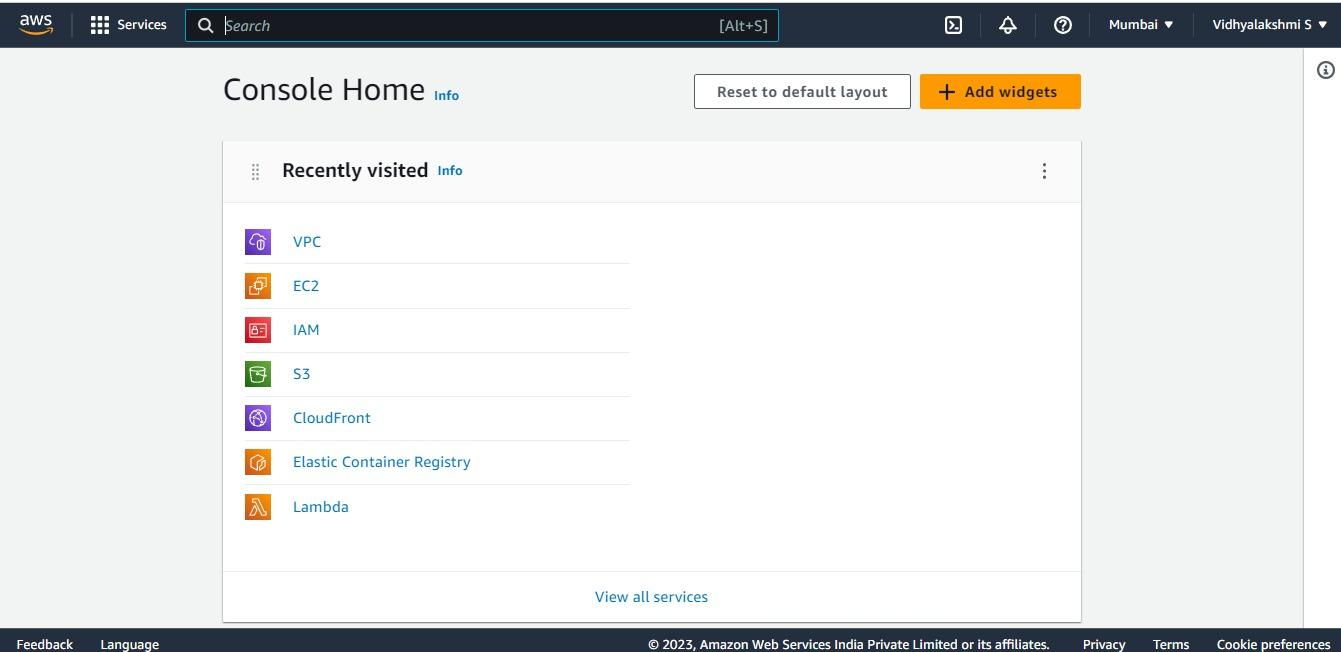 aws Services Search [Alt+S] Mumbai Vidhyalakshmi S
Console Home Info Reset to default layout Add widgets
Recently visited Info
VPC
EC2
IAM
S3
CloudFront
Elastic Container Registry
Lambda
View all services
Feedback Language © 2023, Amazon Web Services India Private Limited or its affiliates. Privacy Terms Cookie preferences